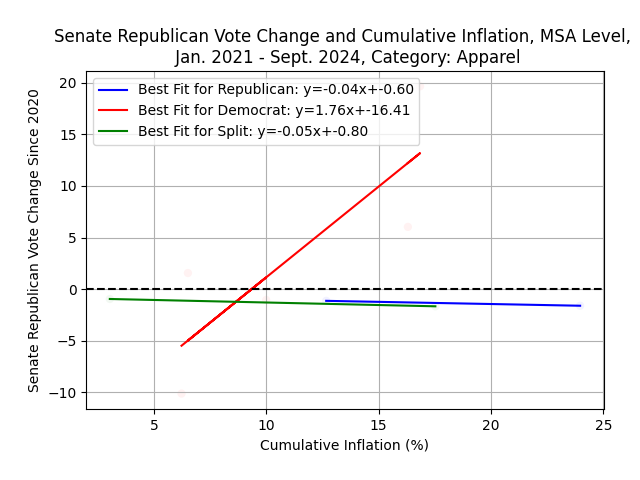 Senate Republican Vote Change and Cumulative Inflation, MSA Level,
Jan. 2021 - Sept. 2024, Category: Apparel
Best Fit for Republican: y=-0.04x+-0.60
Best Fit for Democrat: y=1.76x+-16.41
Best Fit for Split: y=-0.05x+-0.80
Senate Republican Vote Change Since 2020
20
15
10
5
0
−5
−10
5 10 15 20 25
Cumulative Inflation (%)